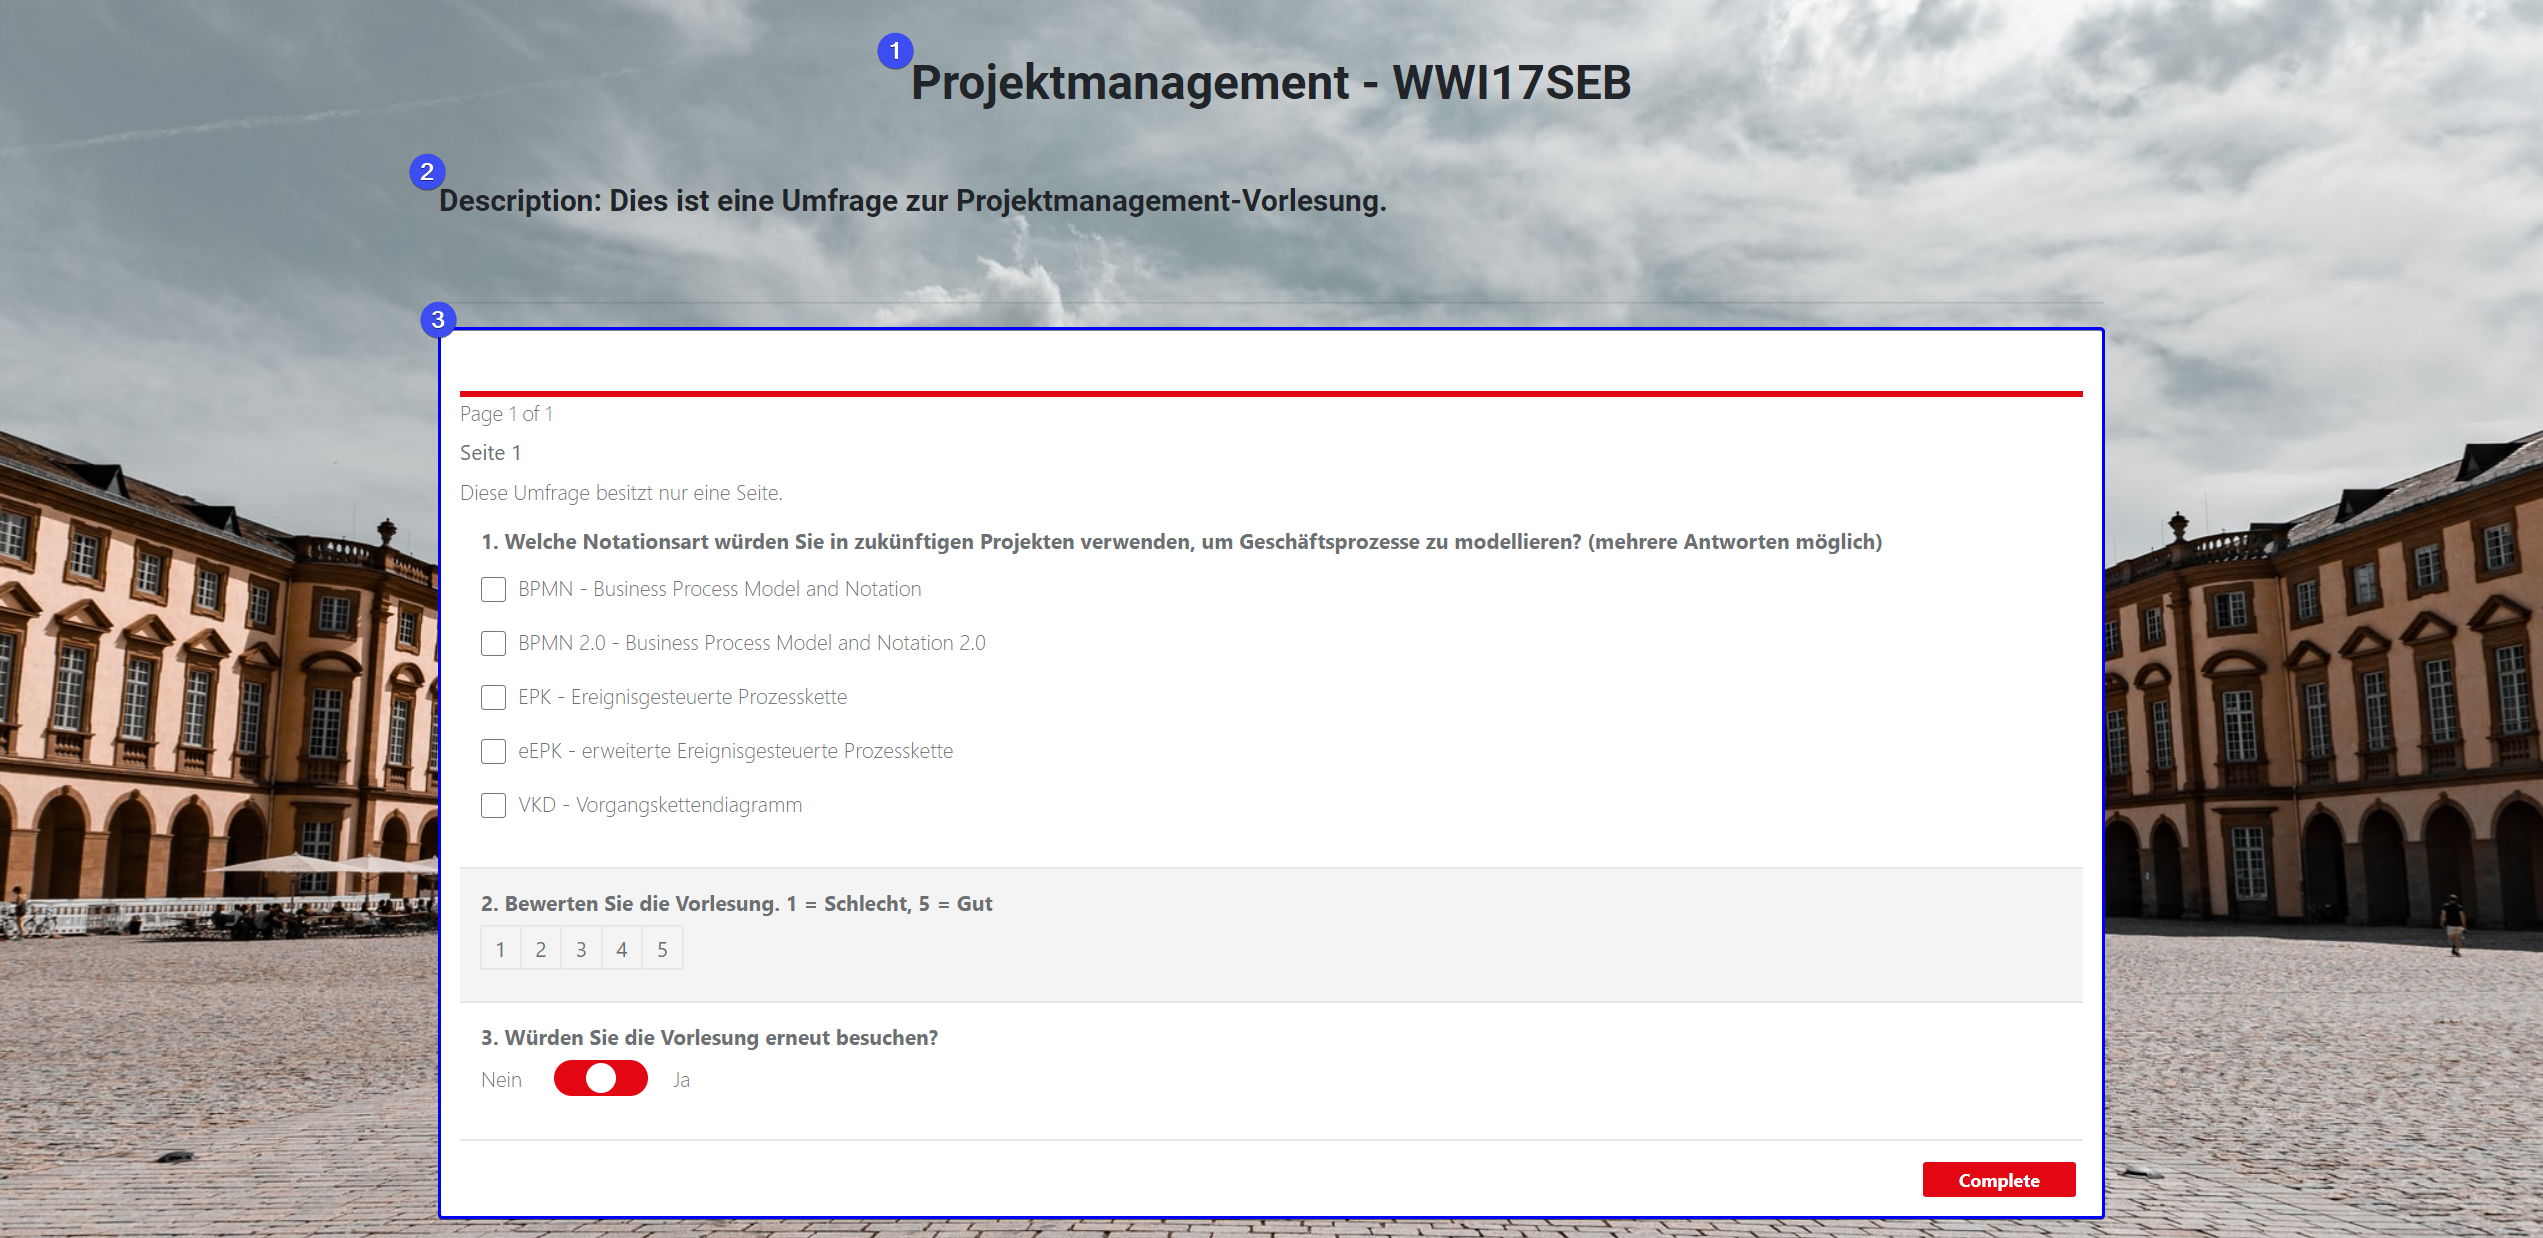 1
Projektmanagement - WWI17SEB
2
Description: Dies ist eine Umfrage zur Projektmanagement-Vorlesung.
3
Page 1 of 1
Seite 1
Diese Umfrage besitzt nur eine Seite.
1. Welche Notationsart würden Sie in zukünftigen Projekten verwenden, um Geschäftsprozesse zu modellieren? (mehrere Antworten möglich)
BPMN - Business Process Model and Notation
BPMN 2.0 - Business Process Model and Notation 2.0
EPK - Ereignisgesteuerte Prozesskette
eEPK - erweiterte Ereignisgesteuerte Prozesskette
VKD - Vorgangskettendiagramm
2. Bewerten Sie die Vorlesung. 1 = Schlecht, 5 = Gut
1 2 3 4 5
3. Würden Sie die Vorlesung erneut besuchen?
Nein Ja
Complete